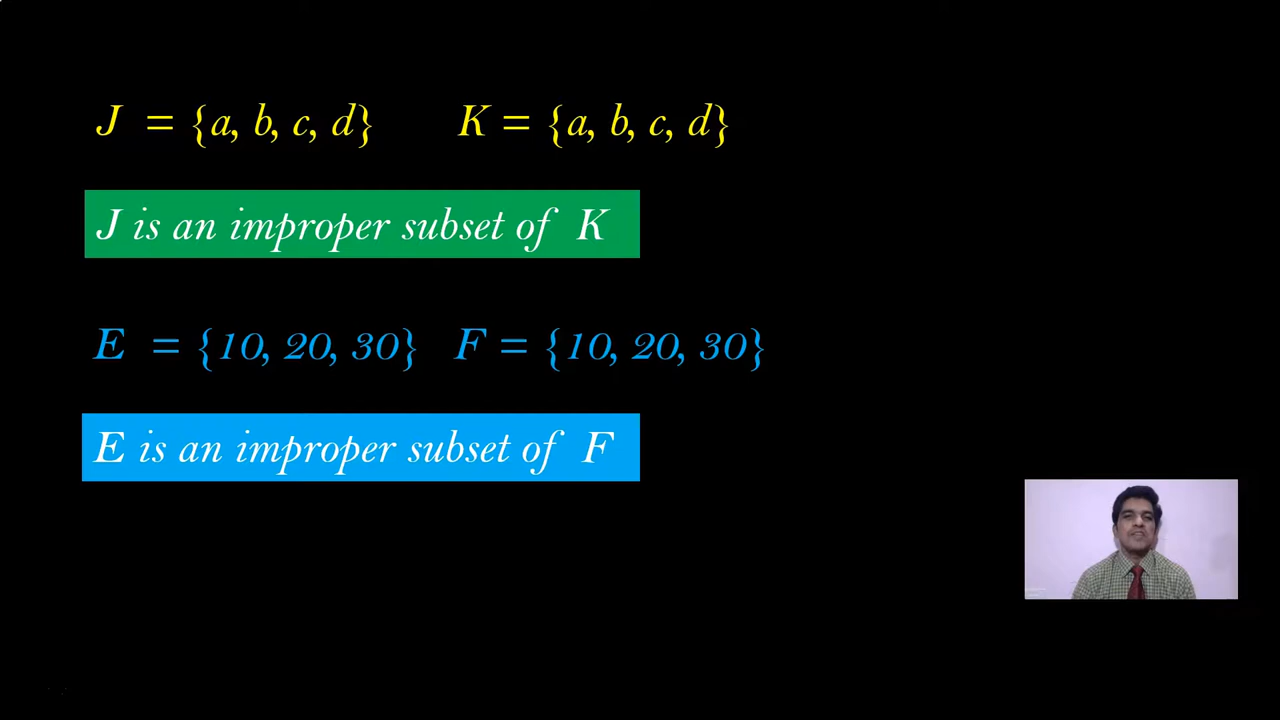 J = {a, b, c, d} K = {a, b, c, d}
J is an improper subset of K
E = {10, 20, 30} F = {10, 20, 30}
E is an improper subset of F